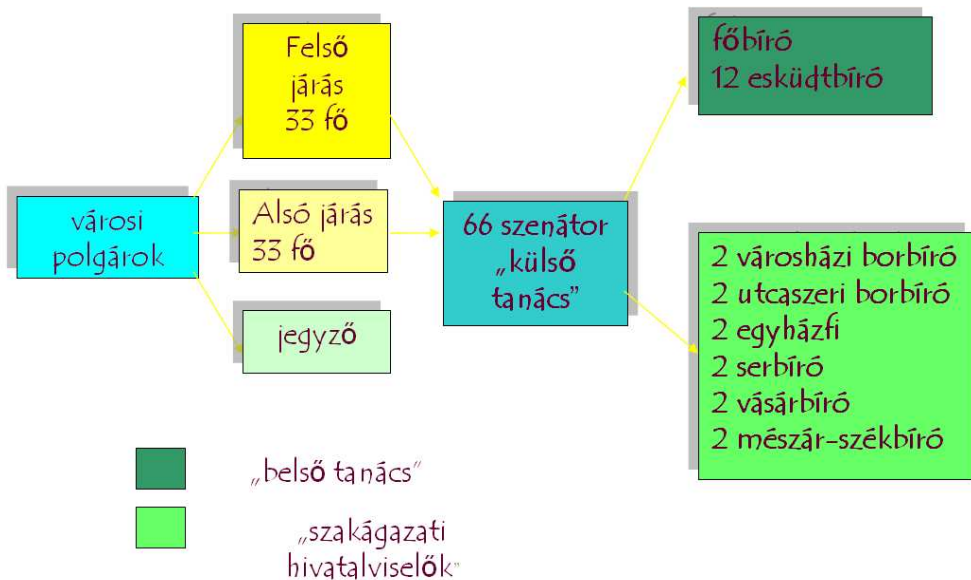 városi
polgárok
Felső
járás
33 fő
Alsó járás
33 fő
jegyző
66 szenátor
„külső
tanács”
főbíró
12 esküdtbíró
2 városházi borbíró
2 utcaszeri borbíró
2 egyházfi
2 serbíró
2 vásárbíró
2 mészár-székbíró
„belső tanács”
„szakágazati
hivatalviselők”